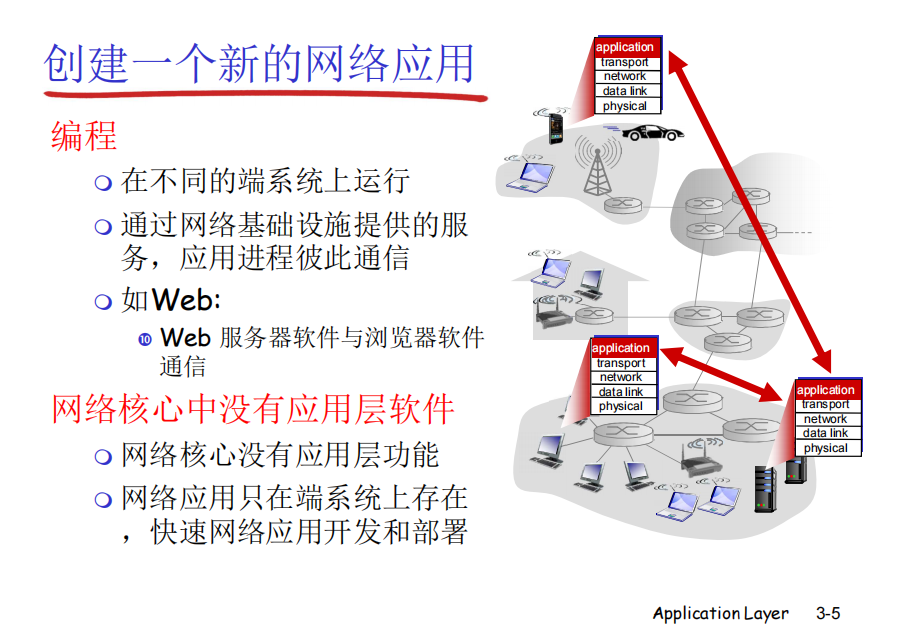 创建一个新的网络应用
编程
在不同的端系统上运行
通过网络基础设施提供的服
务，应用进程彼此通信
如Web:
⑩ Web 服务器软件与浏览器软件
通信
网络核心中没有应用层软件
网络核心没有应用层功能
网络应用只在端系统上存在
，快速网络应用开发和部署
application
transport
network
data link
physical
application
transport
network
data link
physical
application
transport
network
data link
physical
Application Layer 3-5